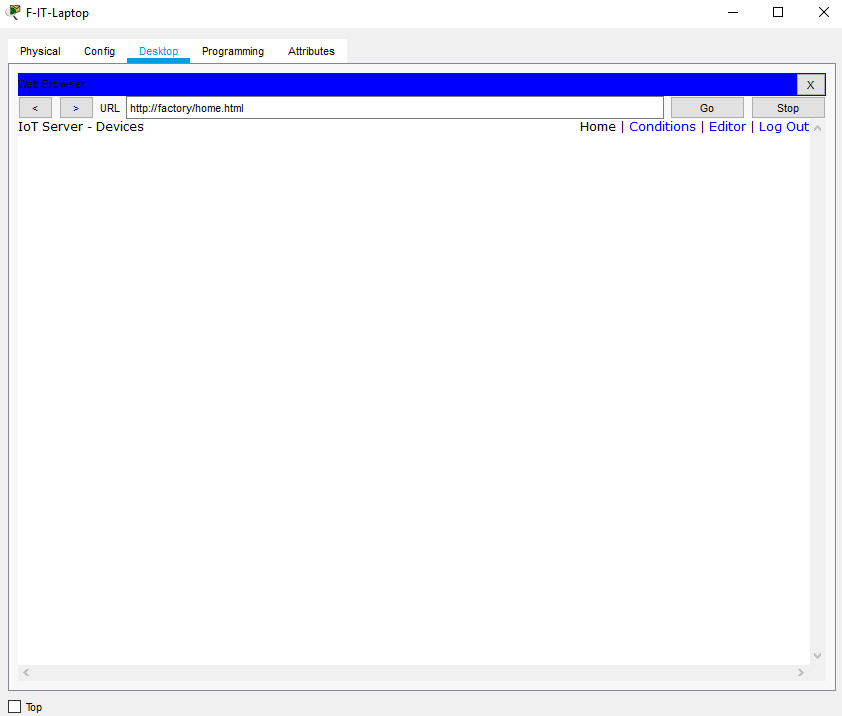 F-IT-Laptop
Physical Config Desktop Programming Attributes
Web Browser X
< > URL http://factory/home.html Go Stop
IoT Server - Devices Home | Conditions | Editor | Log Out
Top